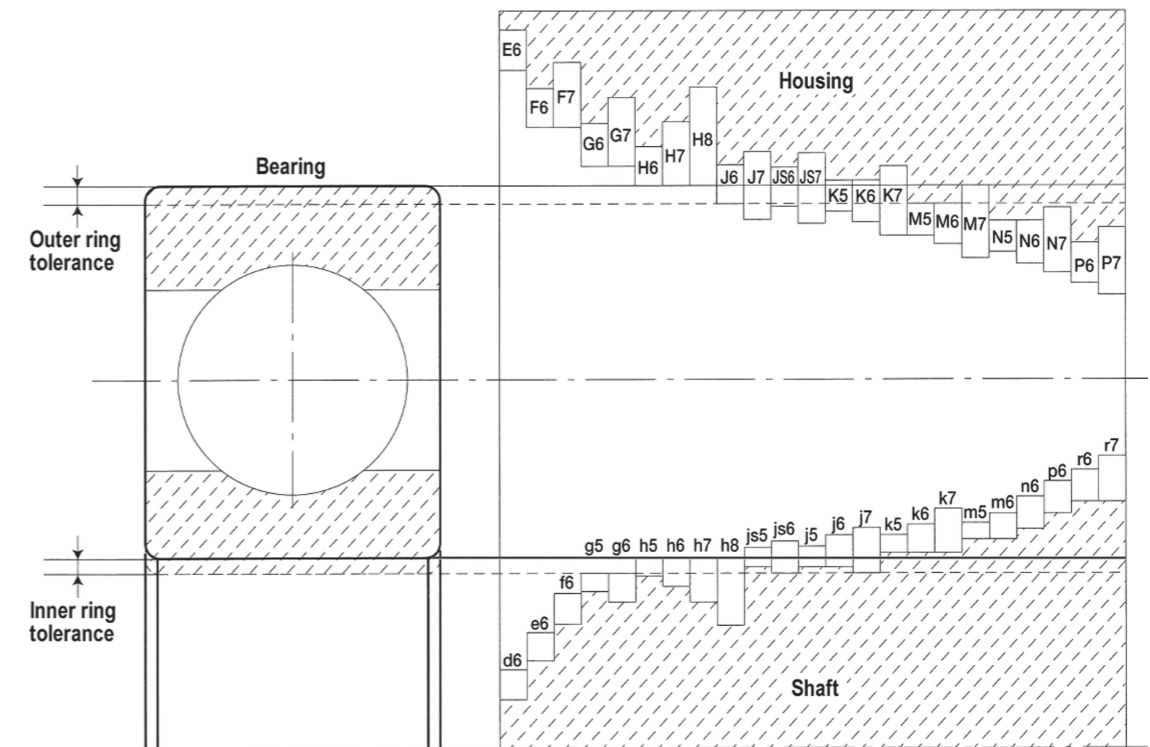 Housing
E6
F6
F7
G6
G7
H6
H7
H8
J6
J7
JS6
JS7
K5
K6
K7
M5
M6
M7
N5
N6
N7
P6
P7
Bearing
Outer ring
tolerance
Inner ring
tolerance
d6
e6
f6
g5
g6
h5
h6
h7
h8
js5
js6
j5
j6
j7
k5
k6
k7
m5
m6
n6
p6
r6
r7
Shaft